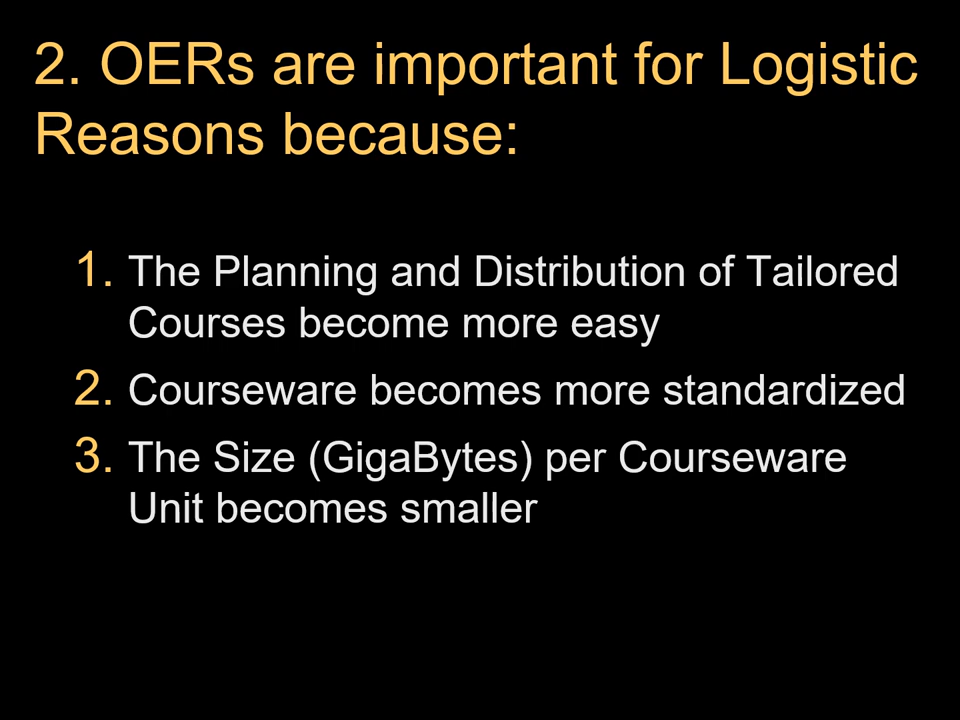 2. OERs are important for Logistic
Reasons because:
1. The Planning and Distribution of Tailored
Courses become more easy
2. Courseware becomes more standardized
3. The Size (GigaBytes) per Courseware
Unit becomes smaller